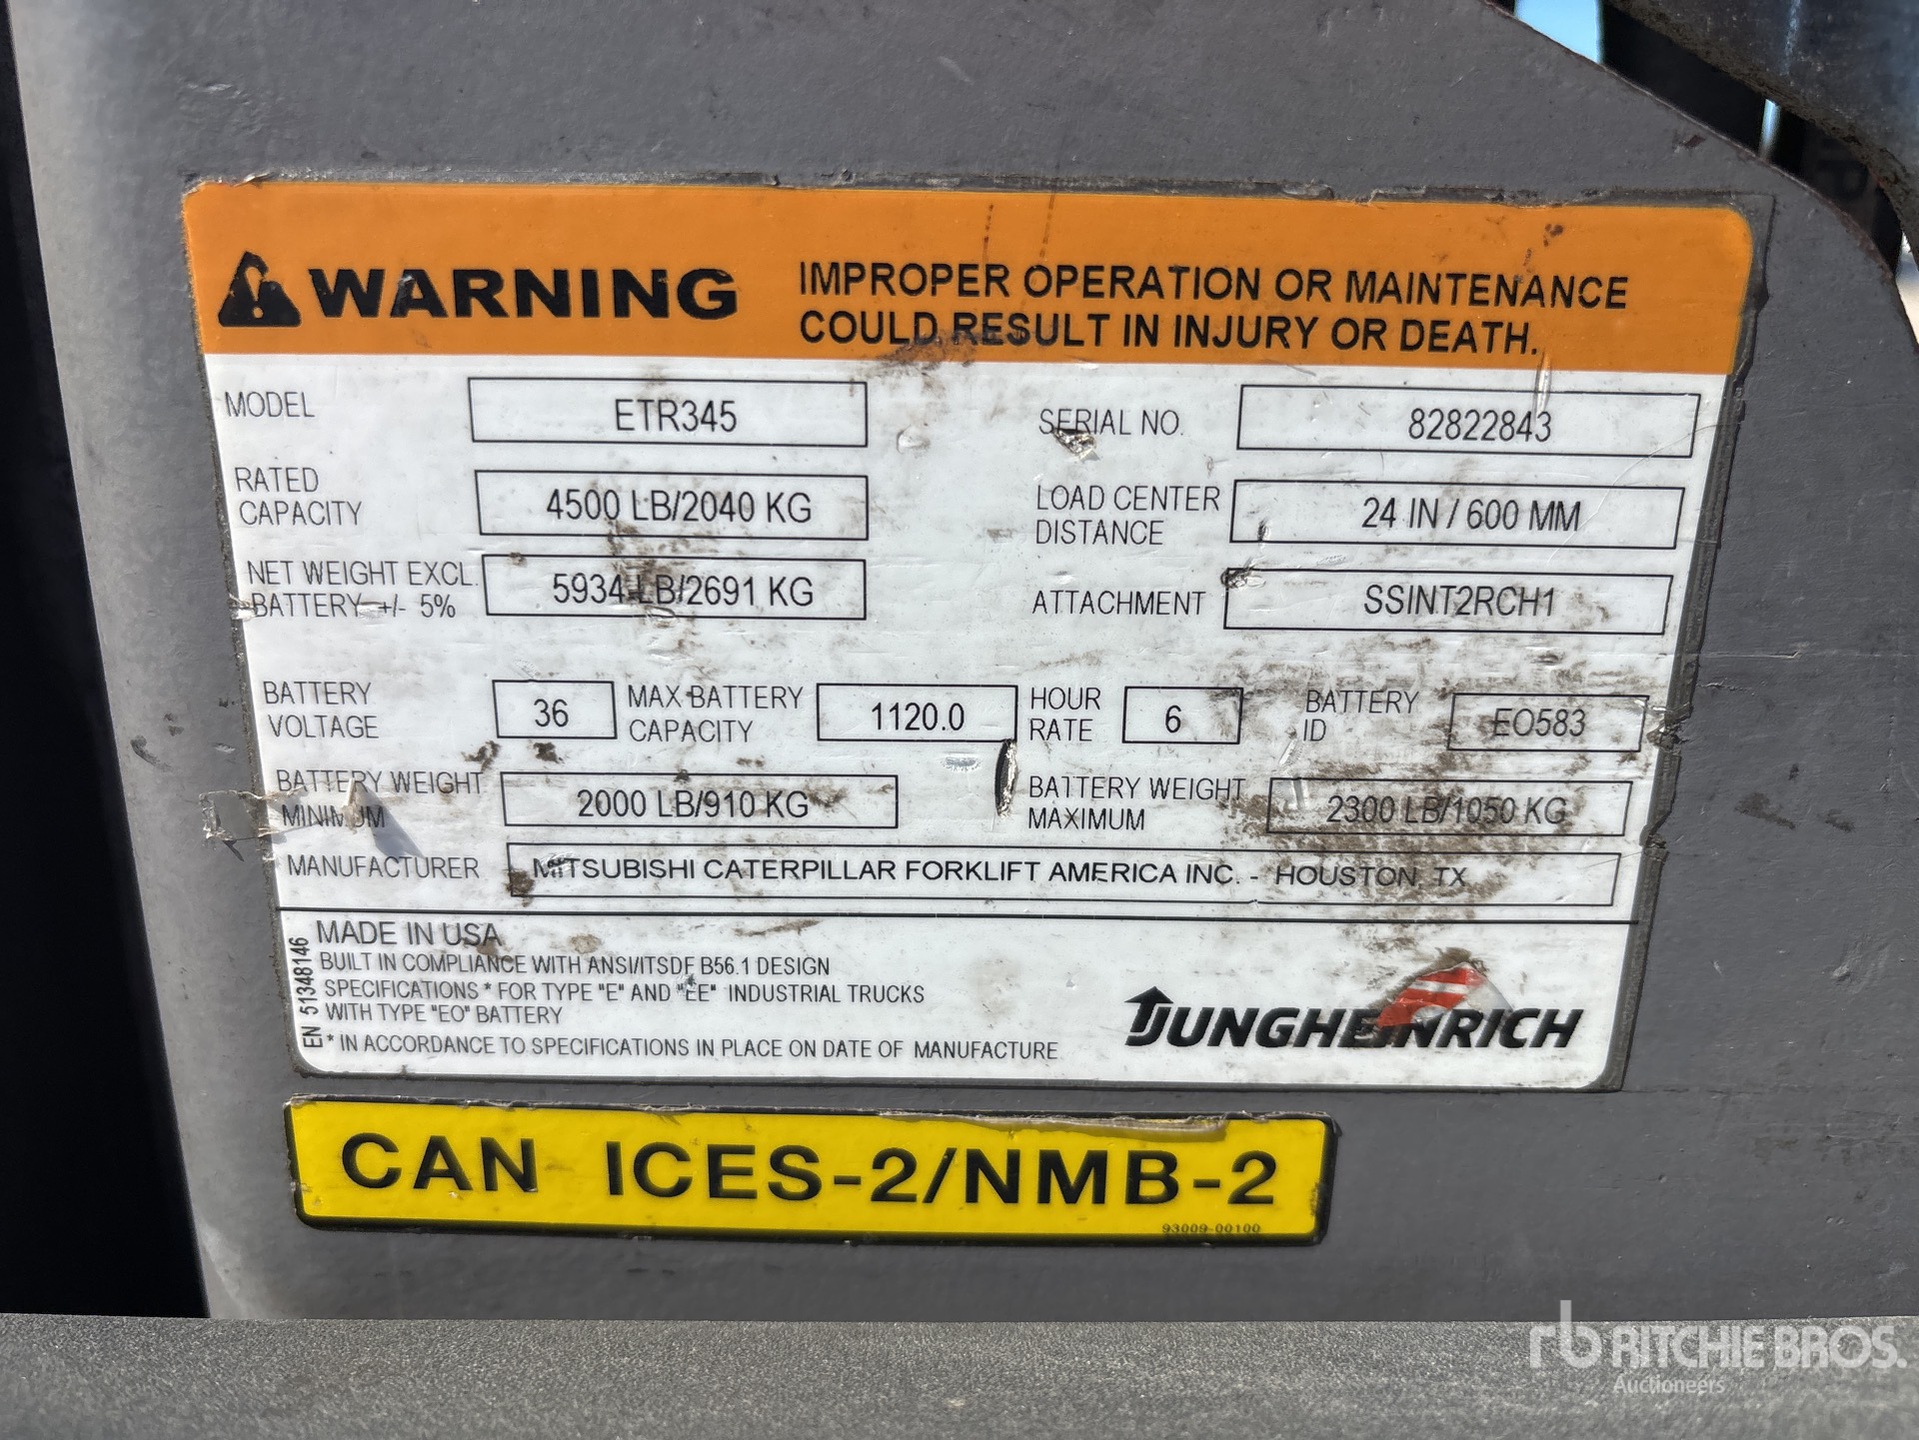 WARNING
IMPROPER OPERATION OR MAINTENANCE
COULD RESULT IN INJURY OR DEATH.
MODEL ETR345 SERIAL NO. 82822843
RATED CAPACITY 4500 LB/2040 KG LOAD CENTER DISTANCE 24 IN / 600 MM
NET WEIGHT EXCL. BATTERY +/- 5% 5934 LB/2691 KG ATTACHMENT SSINT2RCH1
BATTERY VOLTAGE 36 MAX BATTERY CAPACITY 1120.0 HOUR RATE 6 BATTERY ID EO583
BATTERY WEIGHT MINIMUM 2000 LB/910 KG BATTERY WEIGHT MAXIMUM 2300 LB/1050 KG
MANUFACTURER MITSUBISHI CATERPILLAR FORKLIFT AMERICA INC. - HOUSTON, TX
MADE IN USA
BUILT IN COMPLIANCE WITH ANSI/ITSDF B56.1 DESIGN
SPECIFICATIONS * FOR TYPE "E" AND "EE" INDUSTRIAL TRUCKS
WITH TYPE "EO" BATTERY
* IN ACCORDANCE TO SPECIFICATIONS IN PLACE ON DATE OF MANUFACTURE
EN 51348146
JUNGHEINRICH
CAN ICES-2/NMB-2
93009-00100
rb RITCHIE BROS.
Auctioneers